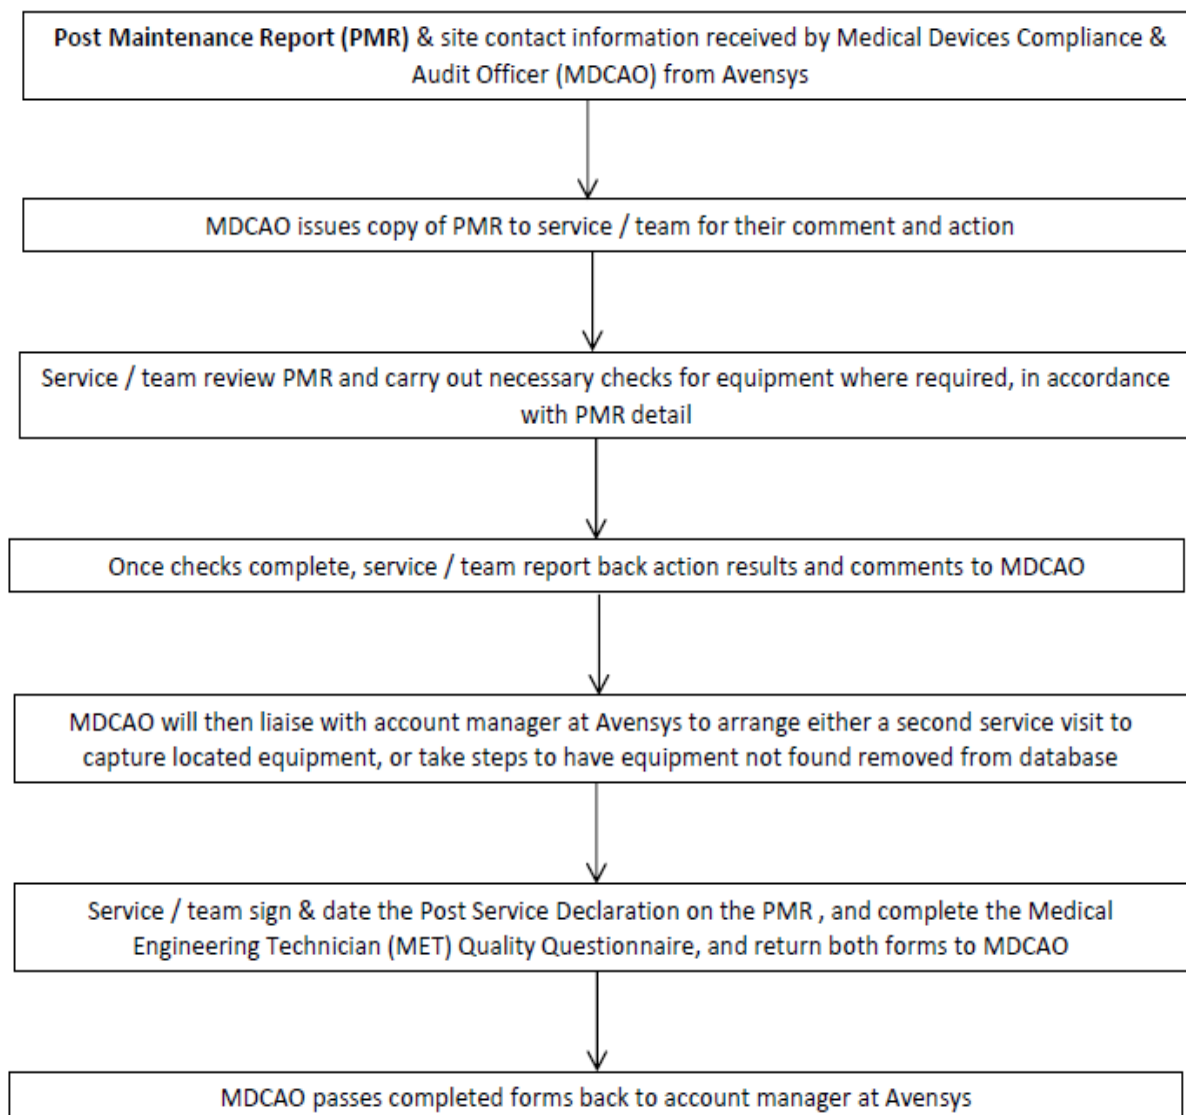 Post Maintenance Report (PMR) & site contact information received by Medical Devices Compliance &
Audit Officer (MDCAO) from Avensys
MDCAO issues copy of PMR to service / team for their comment and action
Service / team review PMR and carry out necessary checks for equipment where required, in accordance
with PMR detail
Once checks complete, service / team report back action results and comments to MDCAO
MDCAO will then liaise with account manager at Avensys to arrange either a second service visit to
capture located equipment, or take steps to have equipment not found removed from database
Service / team sign & date the Post Service Declaration on the PMR , and complete the Medical
Engineering Technician (MET) Quality Questionnaire, and return both forms to MDCAO
MDCAO passes completed forms back to account manager at Avensys